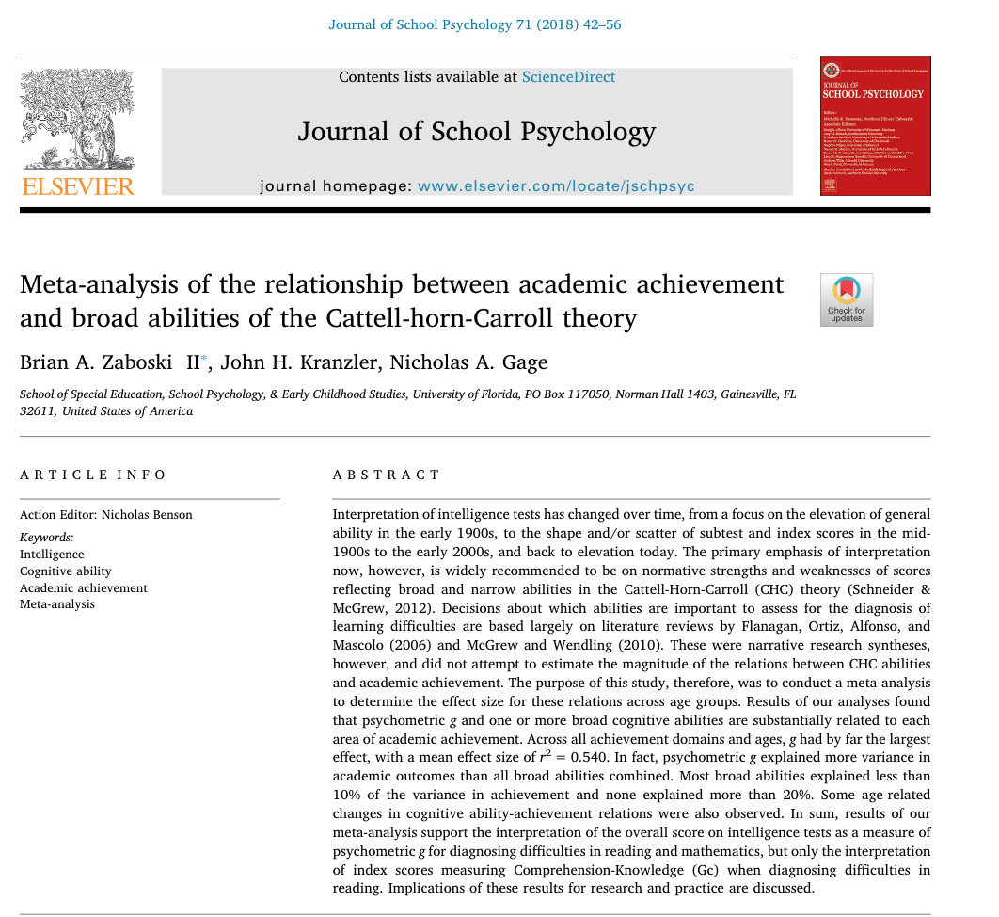 Journal of School Psychology 71 (2018) 42–56
Contents lists available at ScienceDirect
Journal of School Psychology
journal homepage: www.elsevier.com/locate/jschpsyc
ELSEVIER
JOURNAL OF
SCHOOL PSYCHOLOGY
Meta-analysis of the relationship between academic achievement
and broad abilities of the Cattell-horn-Carroll theory
Check for
updates
Brian A. Zaboski II*, John H. Kranzler, Nicholas A. Gage
School of Special Education, School Psychology, & Early Childhood Studies, University of Florida, PO Box 117050, Norman Hall 1403, Gainesville, FL
32611, United States of America
ARTICLE INFO
Action Editor: Nicholas Benson
Keywords:
Intelligence
Cognitive ability
Academic achievement
Meta-analysis
ABSTRACT
Interpretation of intelligence tests has changed over time, from a focus on the elevation of general
ability in the early 1900s, to the shape and/or scatter of subtest and index scores in the mid-
1900s to the early 2000s, and back to elevation today. The primary emphasis of interpretation
now, however, is widely recommended to be on normative strengths and weaknesses of scores
reflecting broad and narrow abilities in the Cattell-Horn-Carroll (CHC) theory (Schneider &
McGrew, 2012). Decisions about which abilities are important to assess for the diagnosis of
learning difficulties are based largely on literature reviews by Flanagan, Ortiz, Alfonso, and
Mascolo (2006) and McGrew and Wendling (2010). These were narrative research syntheses,
however, and did not attempt to estimate the magnitude of the relations between CHC abilities
and academic achievement. The purpose of this study, therefore, was to conduct a meta-analysis
to determine the effect size for these relations across age groups. Results of our analyses found
that psychometric g and one or more broad cognitive abilities are substantially related to each
area of academic achievement. Across all achievement domains and ages, g had by far the largest
effect, with a mean effect size of r² = 0.540. In fact, psychometric g explained more variance in
academic outcomes than all broad abilities combined. Most broad abilities explained less than
10% of the variance in achievement and none explained more than 20%. Some age-related
changes in cognitive ability-achievement relations were also observed. In sum, results of our
meta-analysis support the interpretation of the overall score on intelligence tests as a measure of
psychometric g for diagnosing difficulties in reading and mathematics, but only the interpretation
of index scores measuring Comprehension-Knowledge (Gc) when diagnosing difficulties in
reading. Implications of these results for research and practice are discussed.